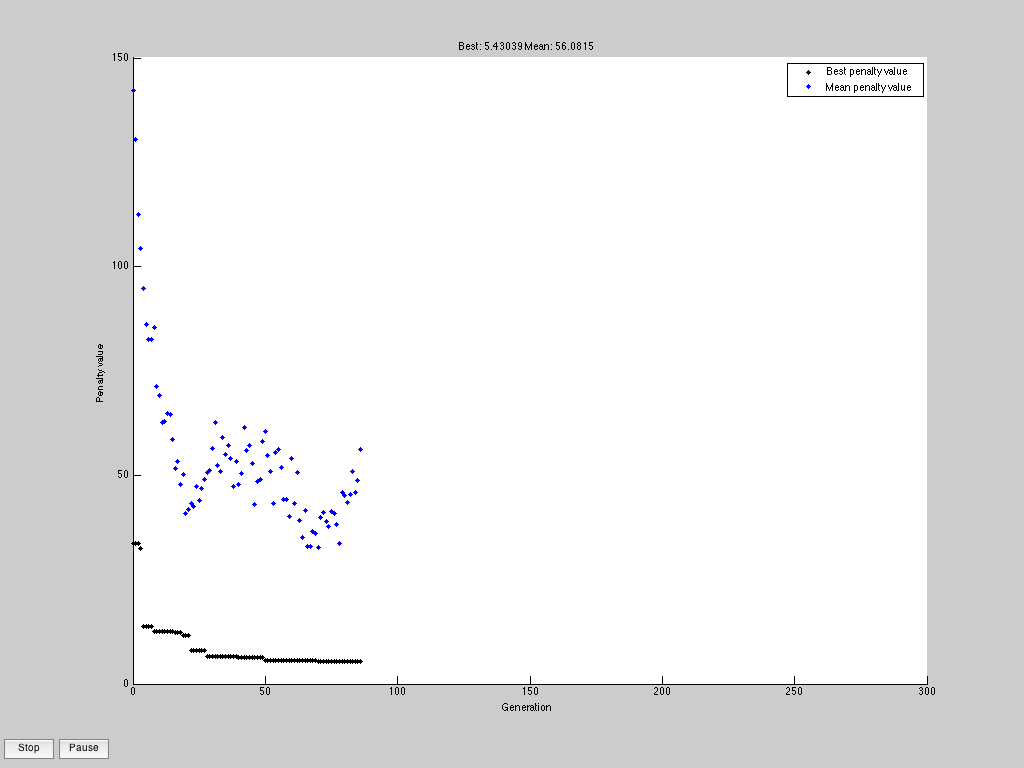 Best: 5.43039 Mean: 56.0815
Best penalty value
Mean penalty value
150
100
50
0
Penalty value
0 50 100 150 200 250 300
Generation
Stop Pause